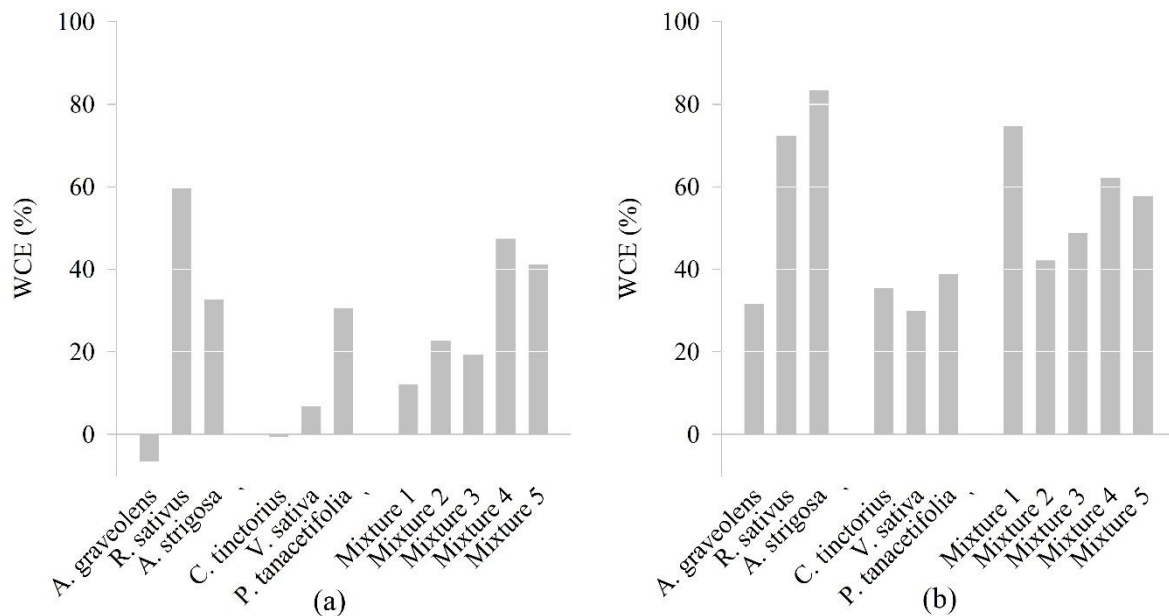 100
80
60
40
20
0
WCE (%)
A. graveolens
R. sativus
A. strigosa
C. tinctorius
V. sativa
P. tanacetifolia
Mixture 1
Mixture 2
Mixture 3
Mixture 4
Mixture 5
(a)
100
80
60
40
20
0
WCE (%)
A. graveolens
R. sativus
A. strigosa
C. tinctorius
V. sativa
P. tanacetifolia
Mixture 1
Mixture 2
Mixture 3
Mixture 4
Mixture 5
(b)